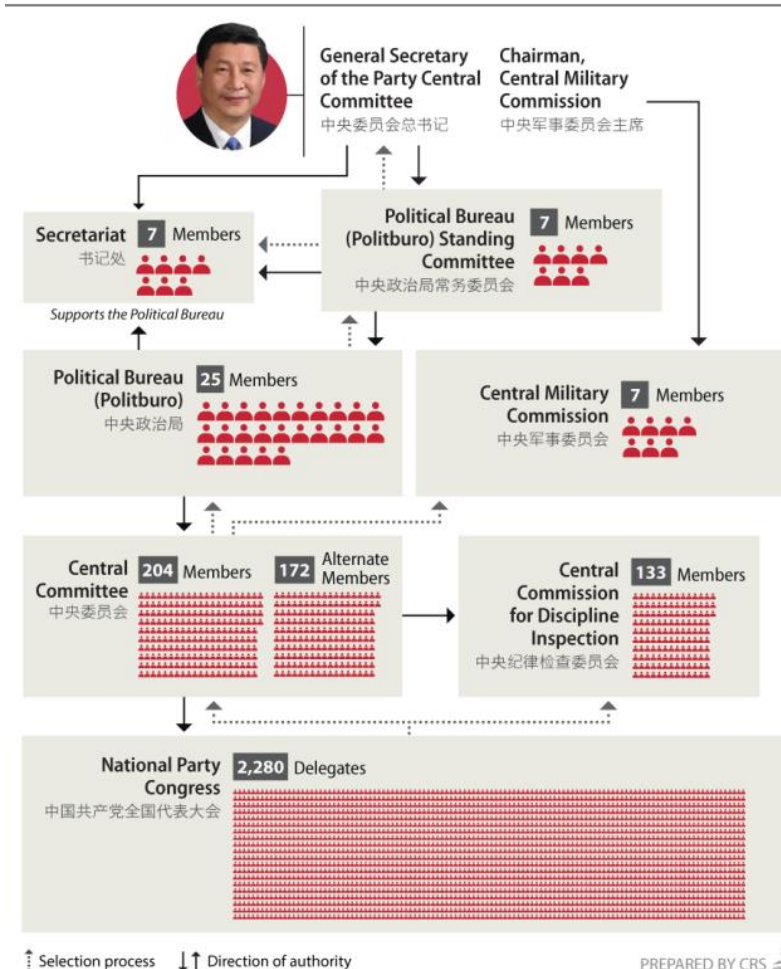 General Secretary
of the Party Central
Committee
中央委员会总书记
Chairman,
Central Military
Commission
中央军事委员会主席
Secretariat 7 Members
书记处
Supports the Political Bureau
Political Bureau
(Politburo) Standing
Committee
中央政治局常务委员会
7 Members
Political Bureau
(Politburo)
中央政治局
25 Members
Central Military
Commission
中央军事委员会
7 Members
Central
Committee
中央委员会
204 Members
172 Alternate
Members
Central
Commission
for Discipline
Inspection
中央纪律检查委员会
133 Members
National Party
Congress
中国共产党全国代表大会
2,280 Delegates
Selection process
Direction of authority
PREPARED BY CRS